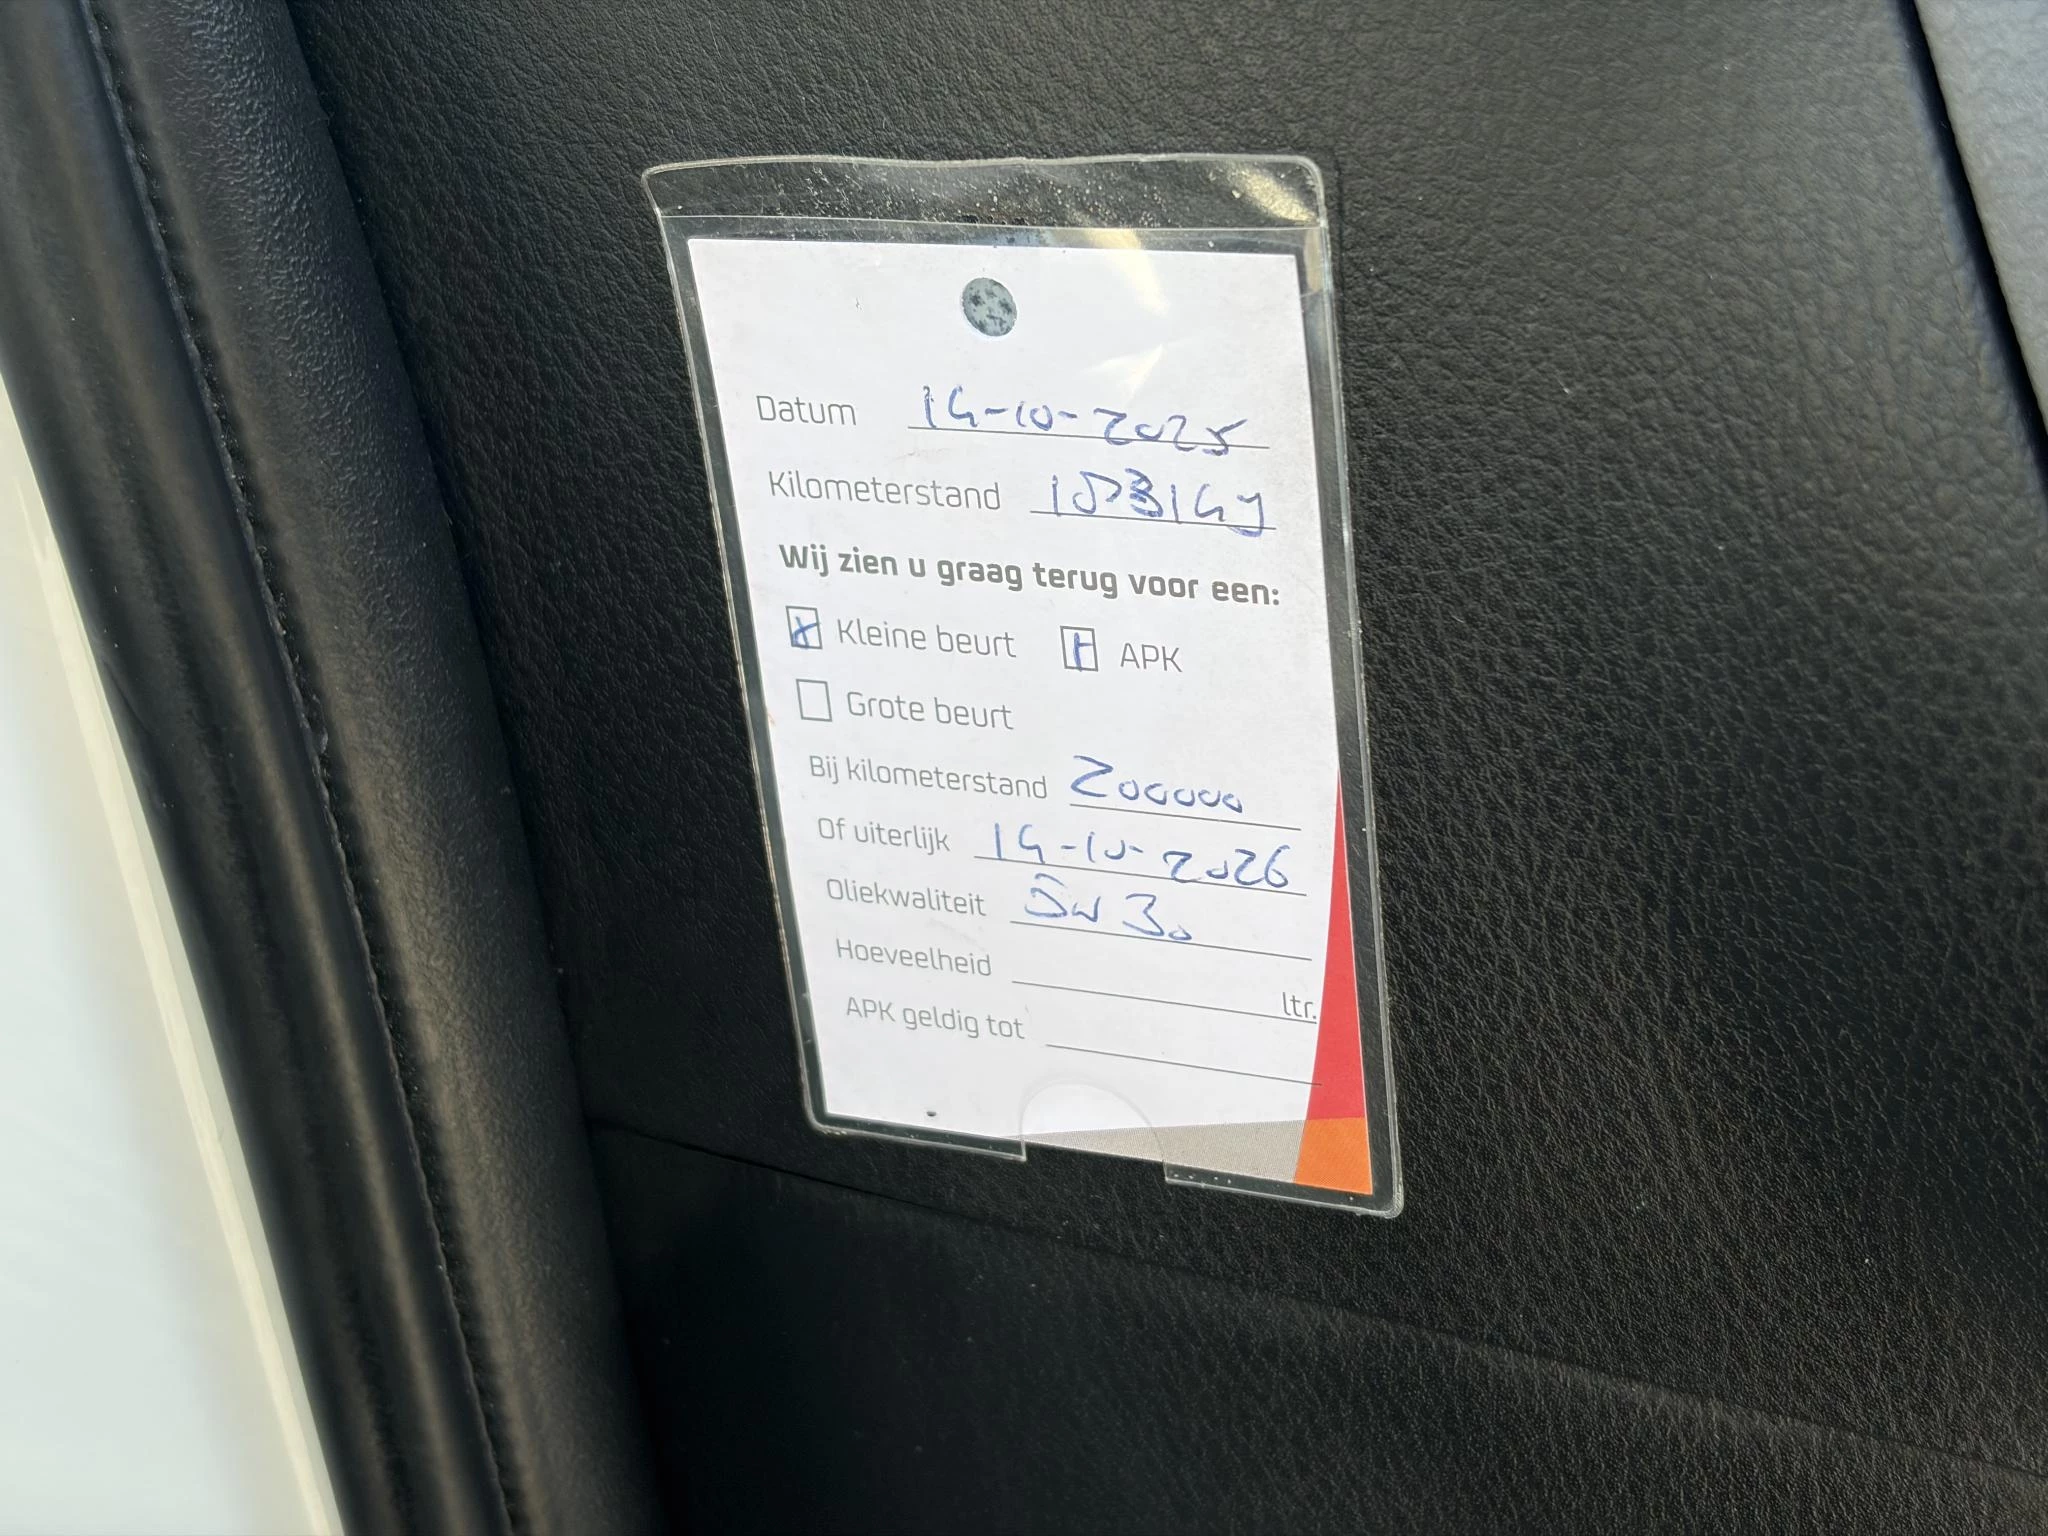 Datum 14-10-2025
Kilometerstand
Wij zien u graag terug voor een:
Kleine beurt APK
Grote beurt
Bij kilometerstand 200000
Of uiterlijk 14-10-2026
Oliekwaliteit 5w30
Hoeveelheid ltr.
APK geldig tot